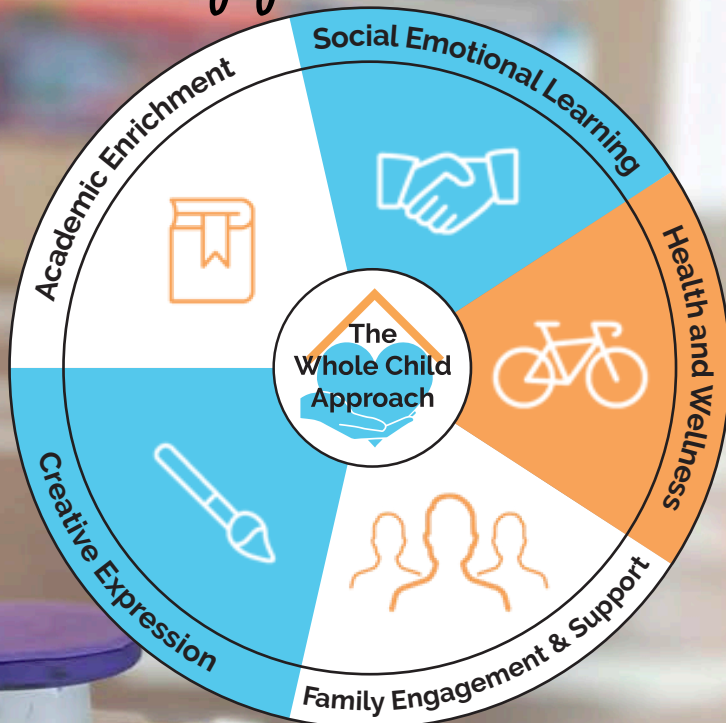 Social Emotional Learning
Academic Enrichment
Health and Wellness
The
Whole Child
Approach
Creative Expression
Family Engagement & Support